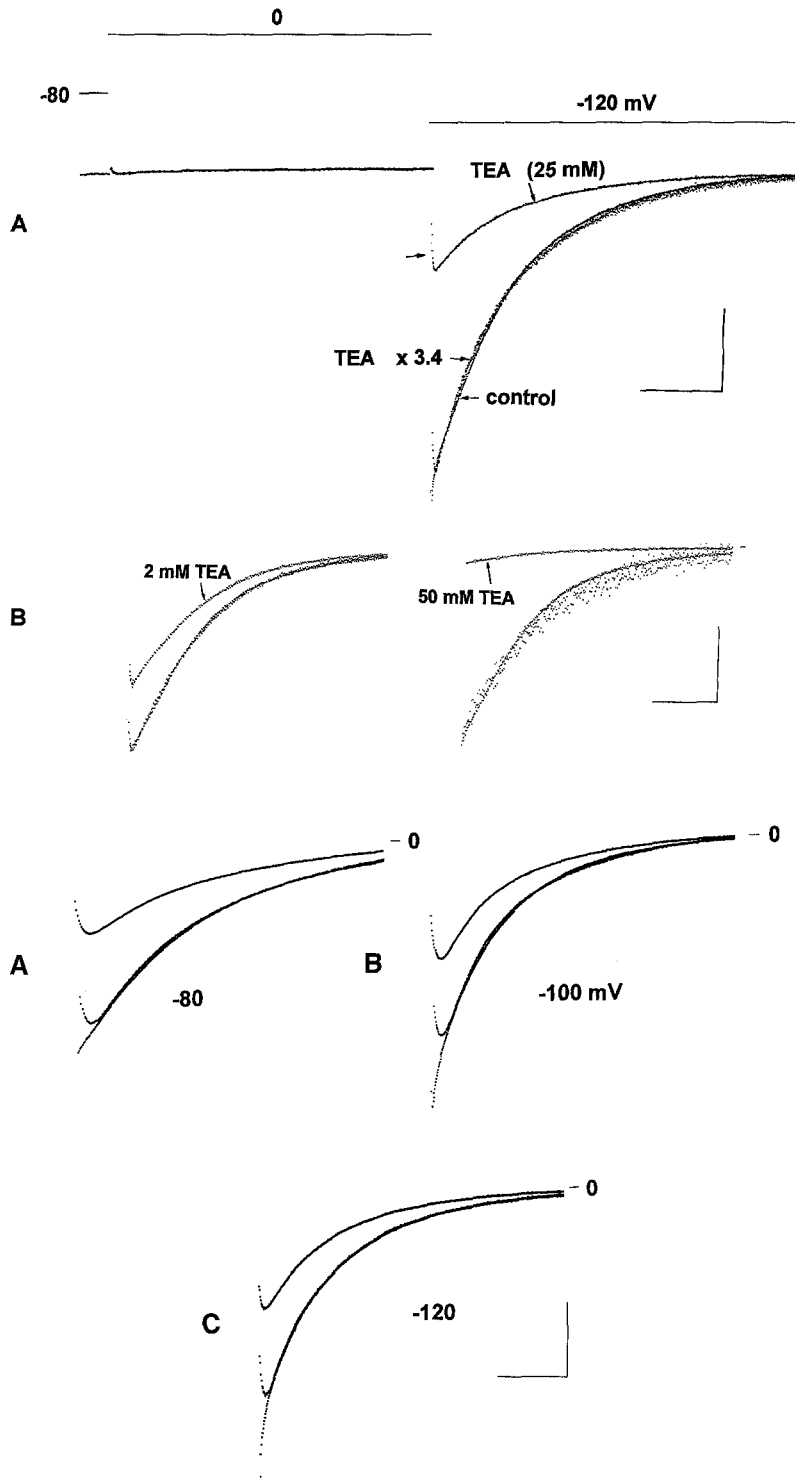 0
-80
-120 mV
TEA (25 mM)
A
TEA x 3.4
control
2 mM TEA
50 mM TEA
B
- 0
- 0
A
B
-80
-100 mV
- 0
C
-120